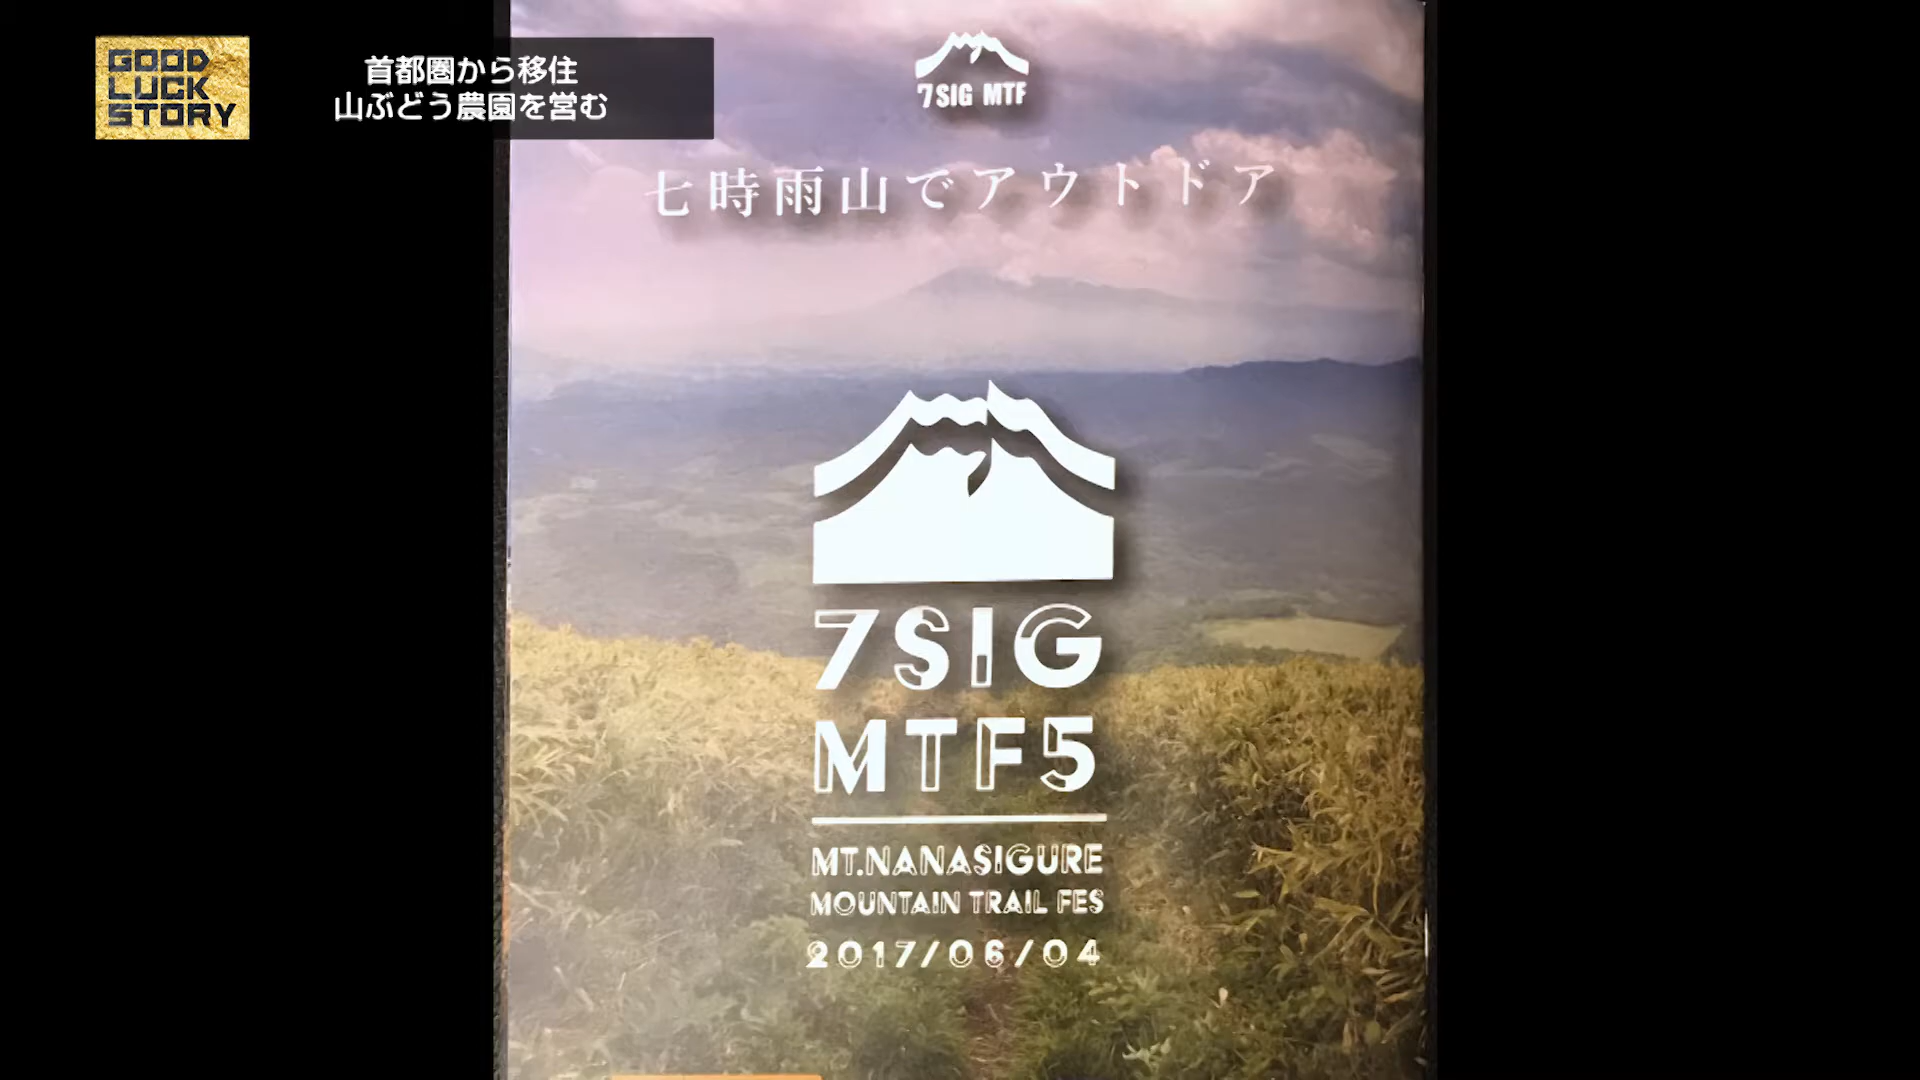 GOOD
LUCK
STORY
首都圏から移住
山ぶどう農園を営む
7SIG MTF
七時雨山でアウトドア
7SIG
MTF5
MT.NANASIGURE
MOUNTAIN TRAIL FES
2017/06/04